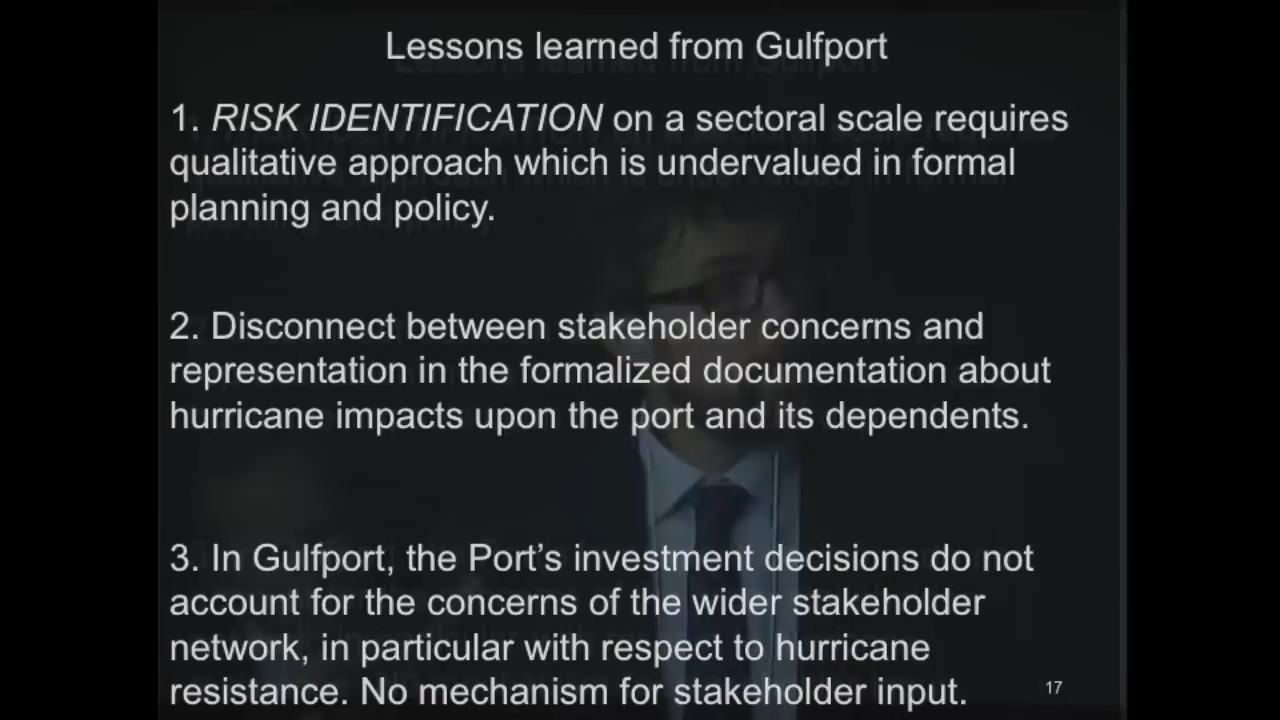 Lessons learned from Gulfport
1. RISK IDENTIFICATION on a sectoral scale requires
qualitative approach which is undervalued in formal
planning and policy.
2. Disconnect between stakeholder concerns and
representation in the formalized documentation about
hurricane impacts upon the port and its dependents.
3. In Gulfport, the Port’s investment decisions do not
account for the concerns of the wider stakeholder
network, in particular with respect to hurricane
resistance. No mechanism for stakeholder input.
17